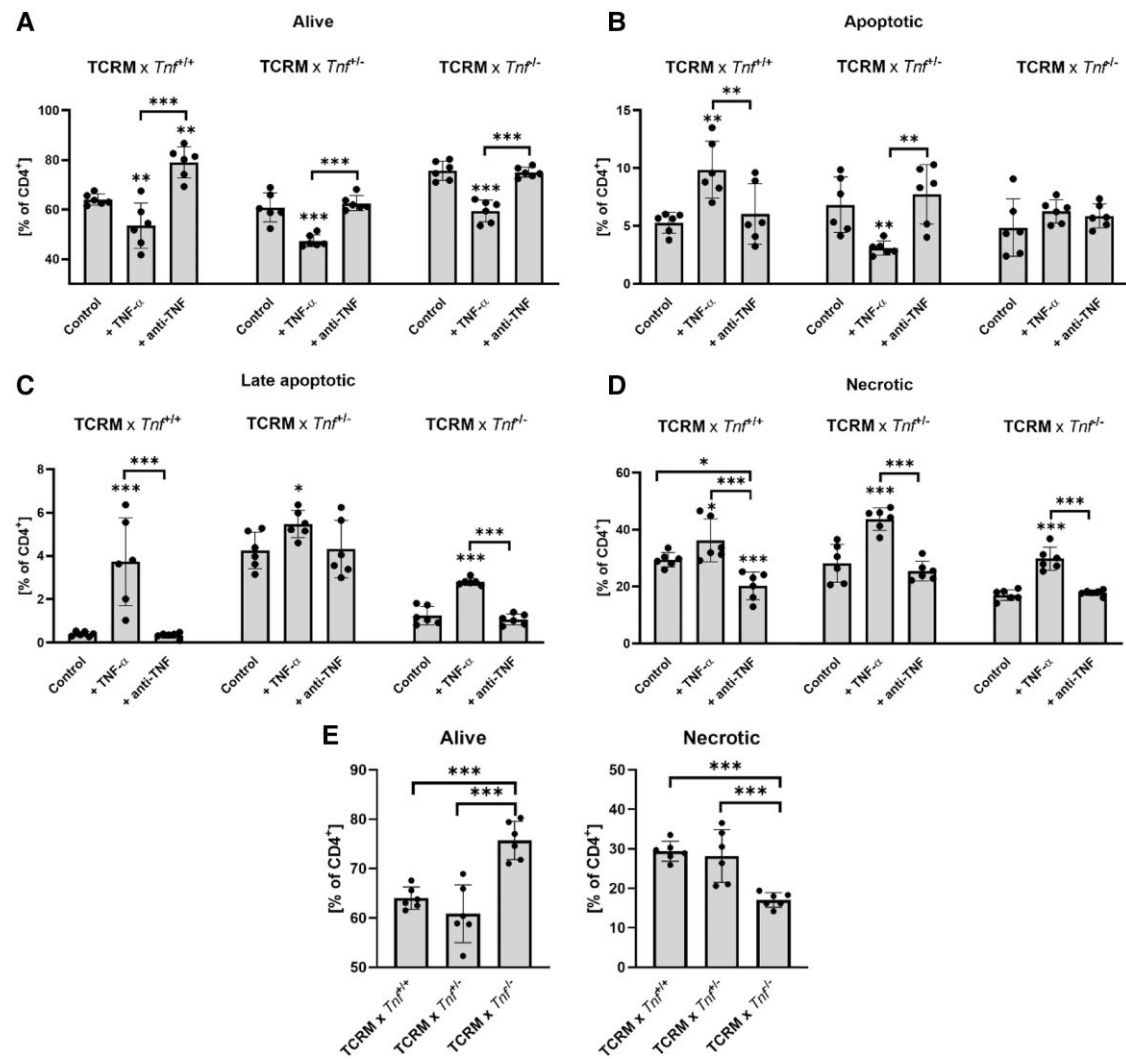 A
Alive
TCRM x Tnf+/+ TCRM x Tnf+/- TCRM x Tnf-/-
[% of CD4+]
100
80
60
40
*** ** ** *** *** *** ***
Control + TNF-α + anti-TNF Control + TNF-α + anti-TNF Control + TNF-α + anti-TNF
B
Apoptotic
TCRM x Tnf+/+ TCRM x Tnf+/- TCRM x Tnf-/-
[% of CD4+]
15
10
5
0
** ** ** **
Control + TNF-α + anti-TNF Control + TNF-α + anti-TNF Control + TNF-α + anti-TNF
C
Late apoptotic
TCRM x Tnf+/+ TCRM x Tnf+/- TCRM x Tnf-/-
[% of CD4+]
8
6
4
2
0
*** *** * *** ***
Control + TNF-α + anti-TNF Control + TNF-α + anti-TNF Control + TNF-α + anti-TNF
D
Necrotic
TCRM x Tnf+/+ TCRM x Tnf+/- TCRM x Tnf-/-
[% of CD4+]
60
40
20
0
* *** * *** *** *** *** ***
Control + TNF-α + anti-TNF Control + TNF-α + anti-TNF Control + TNF-α + anti-TNF
E
Alive
[% of CD4+]
90
80
70
60
50
***
***
TCRM x Tnf+/+ TCRM x Tnf+/- TCRM x Tnf-/-
Necrotic
[% of CD4+]
50
40
30
20
10
0
***
***
TCRM x Tnf+/+ TCRM x Tnf+/- TCRM x Tnf-/-